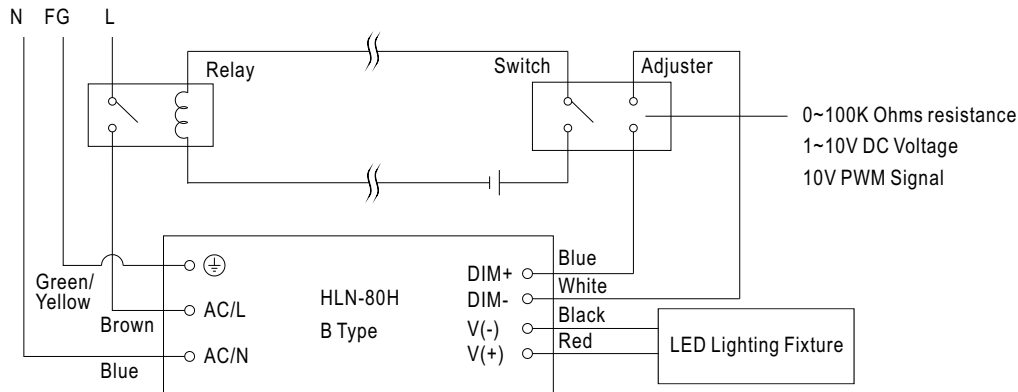 N FG L
Relay
Switch
Adjuster
0~100K Ohms resistance
1~10V DC Voltage
10V PWM Signal
Green/
Yellow
Brown
Blue
AC/L
AC/N
HLN-80H
B Type
DIM+
DIM-
V(-)
V(+)
Blue
White
Black
Red
LED Lighting Fixture